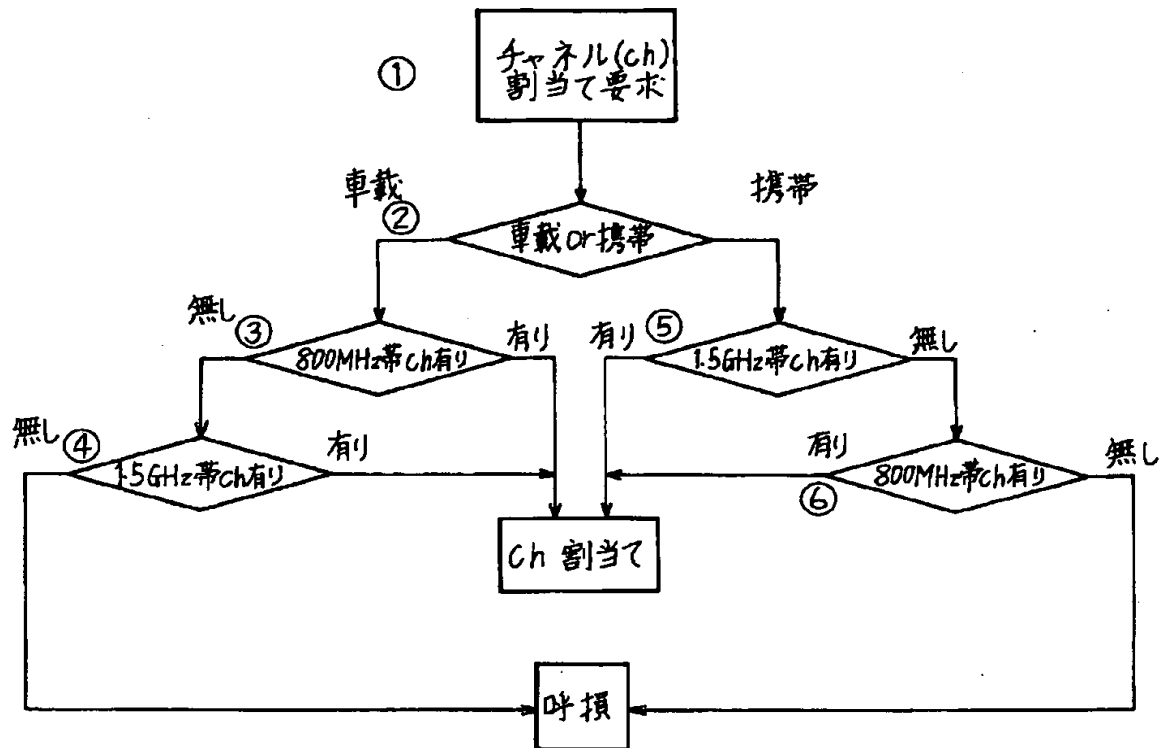 チャネル(ch)
割当て要求
①
車載
携帯
②
車載or携帯
無し
③
有り
有り
⑤
無し
800MHz帯ch有り
1.5GHz帯ch有り
無し
④
有り
有り
無し
1.5GHz帯ch有り
800MHz帯ch有り
⑥
Ch 割当て
呼損